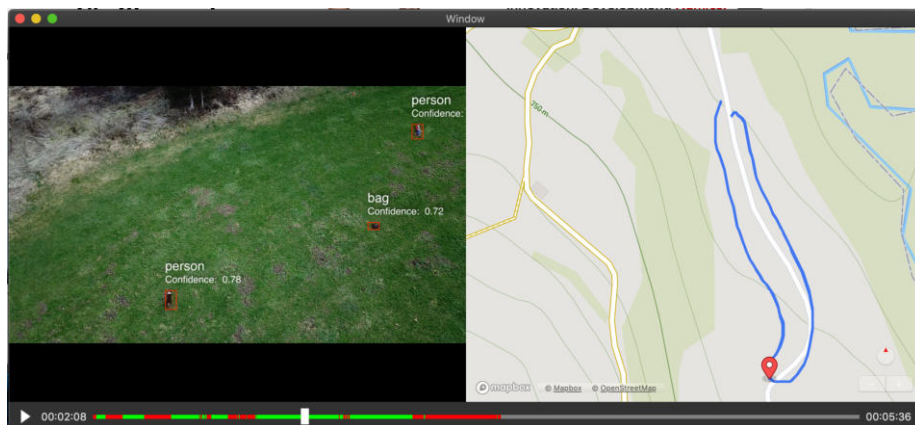 Window
person
Confidence:
bag
Confidence: 0.72
person
Confidence: 0.78
750 m
mapbox
© Mapbox © OpenStreetMap
00:02:08
00:05:36